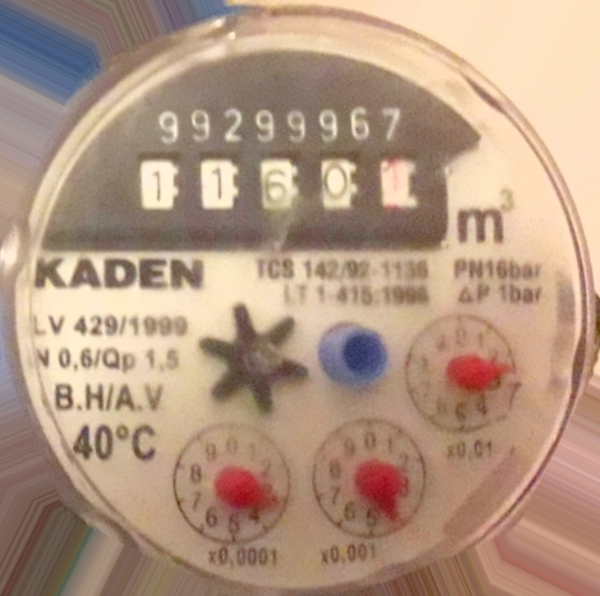 99299967
11601
m³
KADEN
TCS 142/92-1136 PN16bar
LT 1-415:1996 ΔP 1bar
LV 429/1999
N 0,6/Qp 1,5
B.H/A.V
40°C
x0,01
x0,0001
x0,001